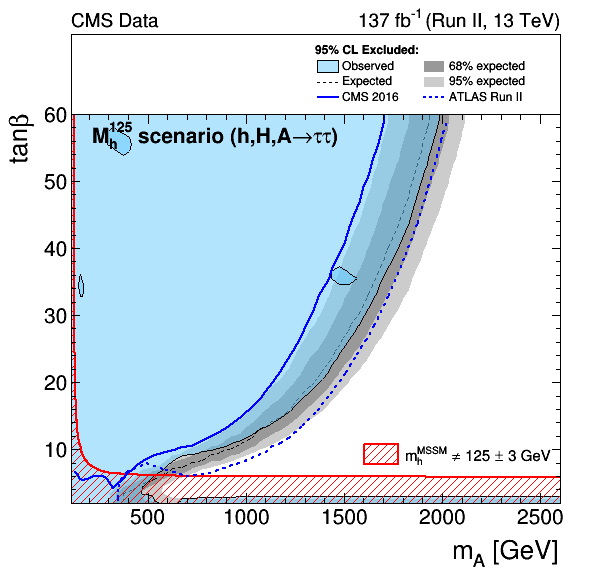 CMS Data 137 fb⁻¹ (Run II, 13 TeV)
95% CL Excluded:
Observed 68% expected
Expected 95% expected
CMS 2016 ATLAS Run II
M_h^125 scenario (h,H,A→ττ)
tanβ
60
50
40
30
20
10
m_h^MSSM ≠ 125 ± 3 GeV
500 1000 1500 2000 2500
m_A [GeV]